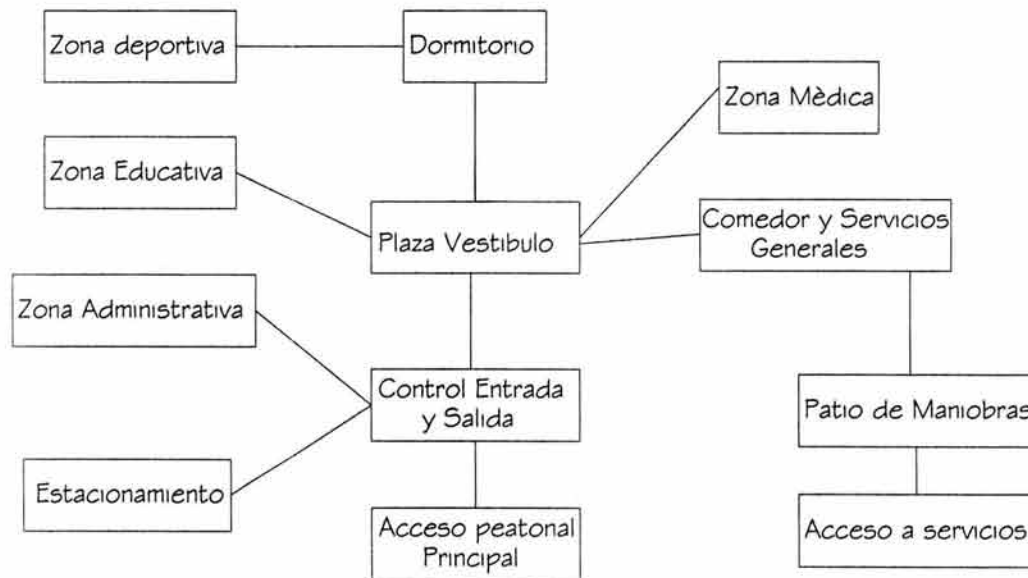 Zona deportiva
Dormitorio
Zona Mèdica
Zona Educativa
Plaza Vestibulo
Comedor y Servicios
Generales
Zona Administrativa
Control Entrada
y Salida
Patio de Maniobras
Estacionamiento
Acceso peatonal
Principal
Acceso a servicios